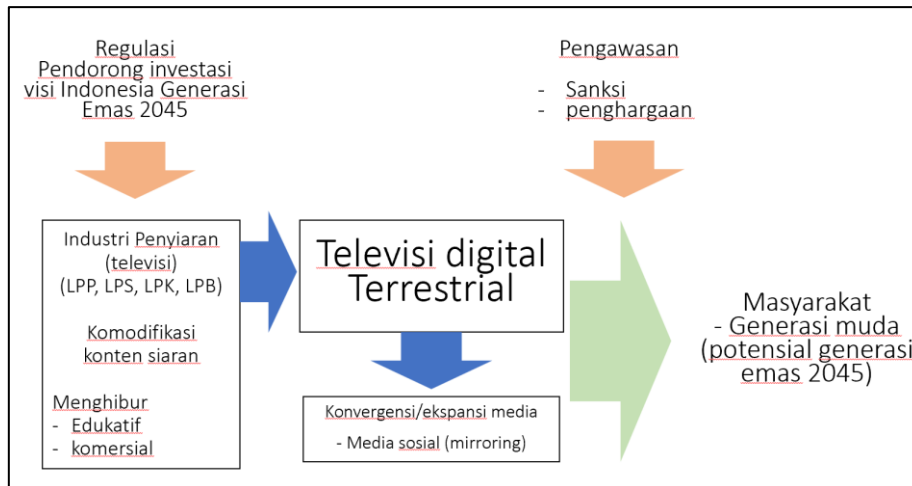 Regulasi
Pendorong investasi
visi Indonesia Generasi
Emas 2045
Pengawasan
- Sanksi
- penghargaan
Industri Penyiaran
(televisi)
(LPP, LPS, LPK, LPB)
Komodifikasi
konten siaran
Menghibur
- Edukatif
- komersial
Televisi digital
Terrestrial
Konvergensi/ekspansi media
- Media sosial (mirroring)
Masyarakat
- Generasi muda
(potensial generasi
emas 2045)